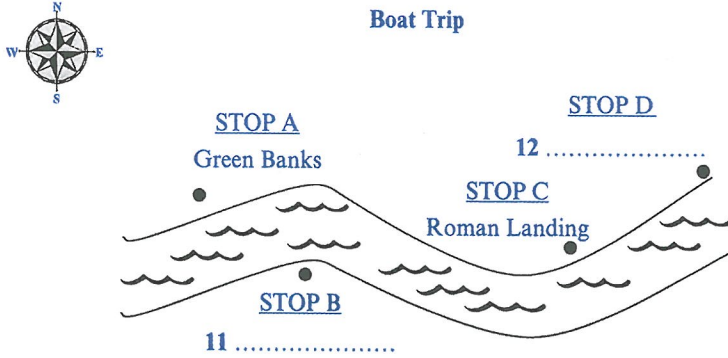 Boat Trip
N
W E
S
STOP A
Green Banks
STOP D
12 ........................
STOP C
Roman Landing
STOP B
11 ........................